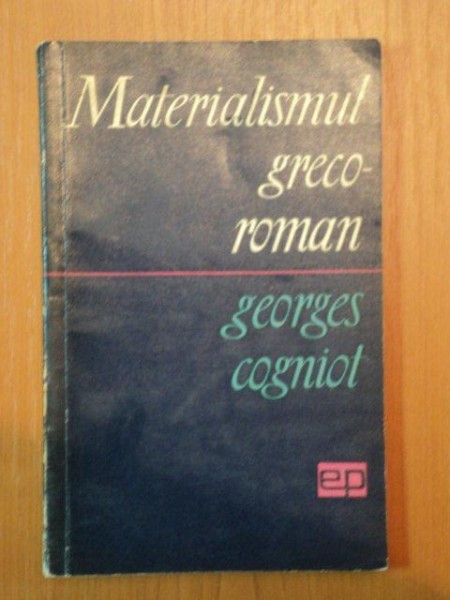 Materialismul
greco-
roman
georges
cogniot
ep